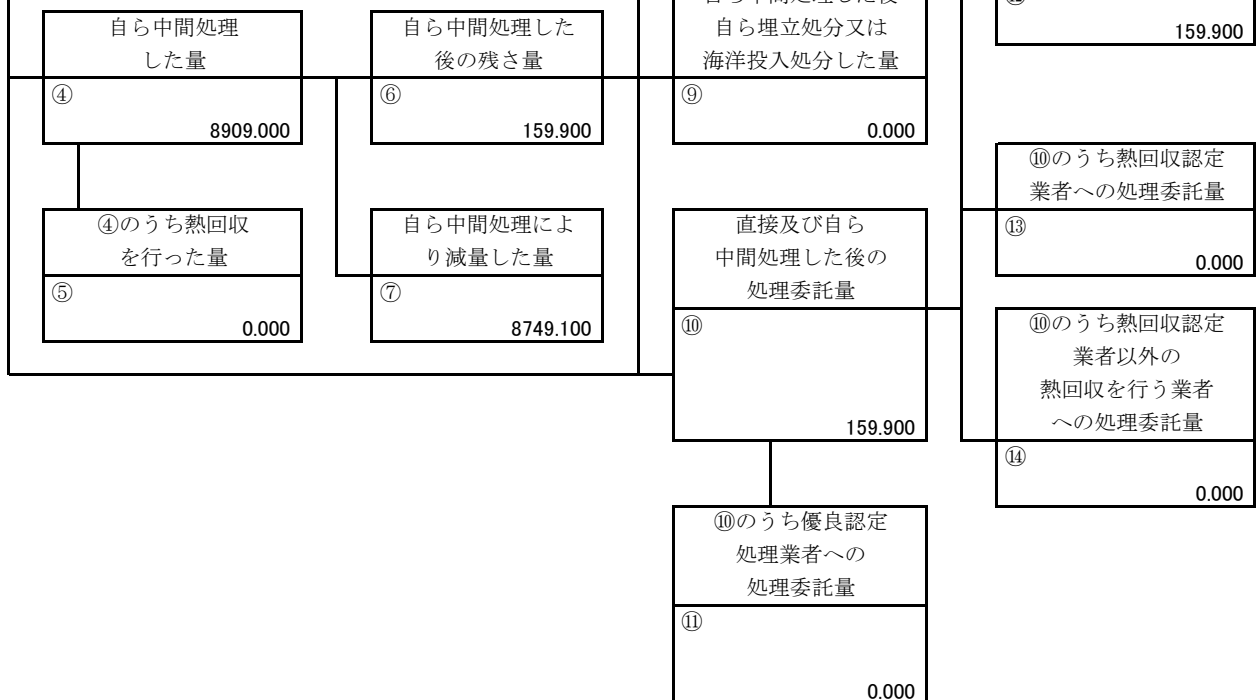 自ら中間処理
した量
④
8909.000
自ら中間処理した
後の残さ量
⑥
159.900
自ら埋立処分又は
海洋投入処分した量
⑨
0.000
159.900
④のうち熱回収
を行った量
⑤
0.000
自ら中間処理によ
り減量した量
⑦
8749.100
直接及び自ら
中間処理した後の
処理委託量
⑩
159.900
⑩のうち熱回収認定
業者への処理委託量
⑬
0.000
⑩のうち熱回収認定
業者以外の
熱回収を行う業者
への処理委託量
⑭
0.000
⑩のうち優良認定
処理業者への
処理委託量
⑪
0.000